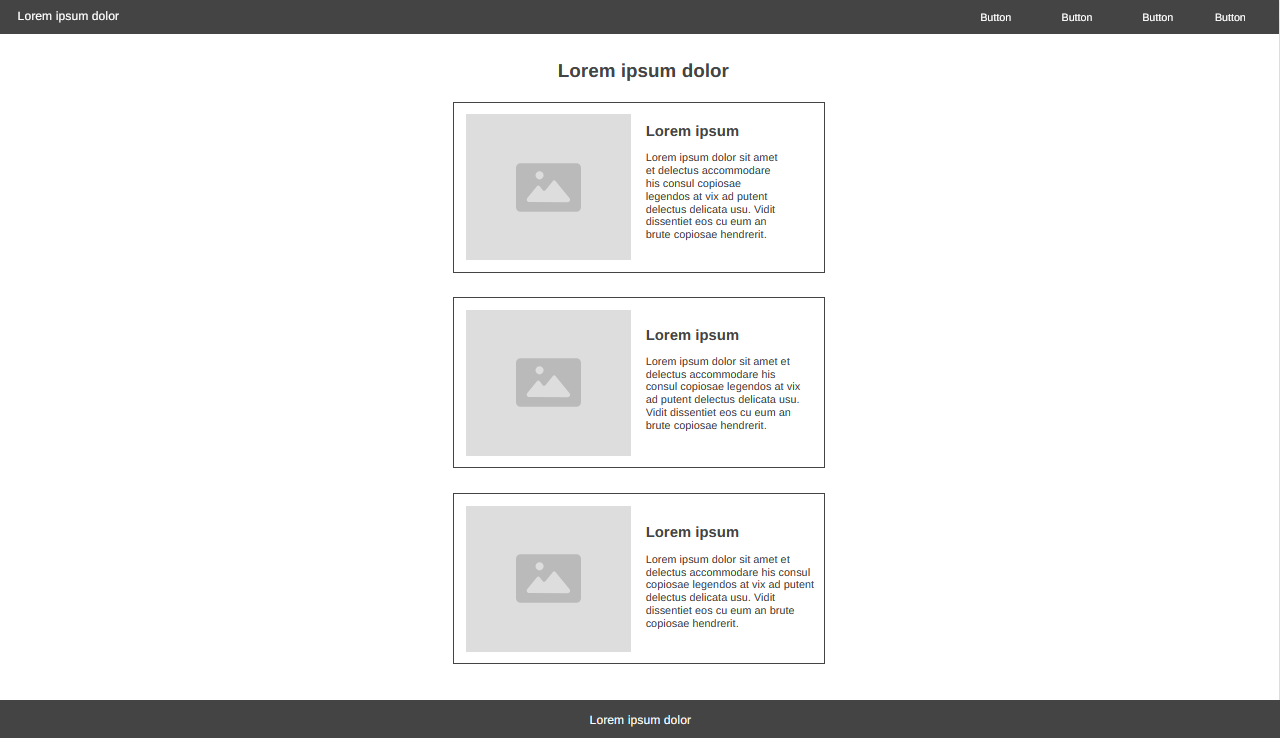 Lorem ipsum dolor
Button Button Button Button
Lorem ipsum dolor
Lorem ipsum
Lorem ipsum dolor sit amet
et delectus accommodare
his consul copiosae
legendos at vix ad putent
delectus delicata usu. Vidit
dissentiet eos cu eum an
brute copiosae hendrerit.
Lorem ipsum
Lorem ipsum dolor sit amet et
delectus accommodare his
consul copiosae legendos at vix
ad putent delectus delicata usu.
Vidit dissentiet eos cu eum an
brute copiosae hendrerit.
Lorem ipsum
Lorem ipsum dolor sit amet et
delectus accommodare his consul
copiosae legendos at vix ad putent
delectus delicata usu. Vidit
dissentiet eos cu eum an brute
copiosae hendrerit.
Lorem ipsum dolor